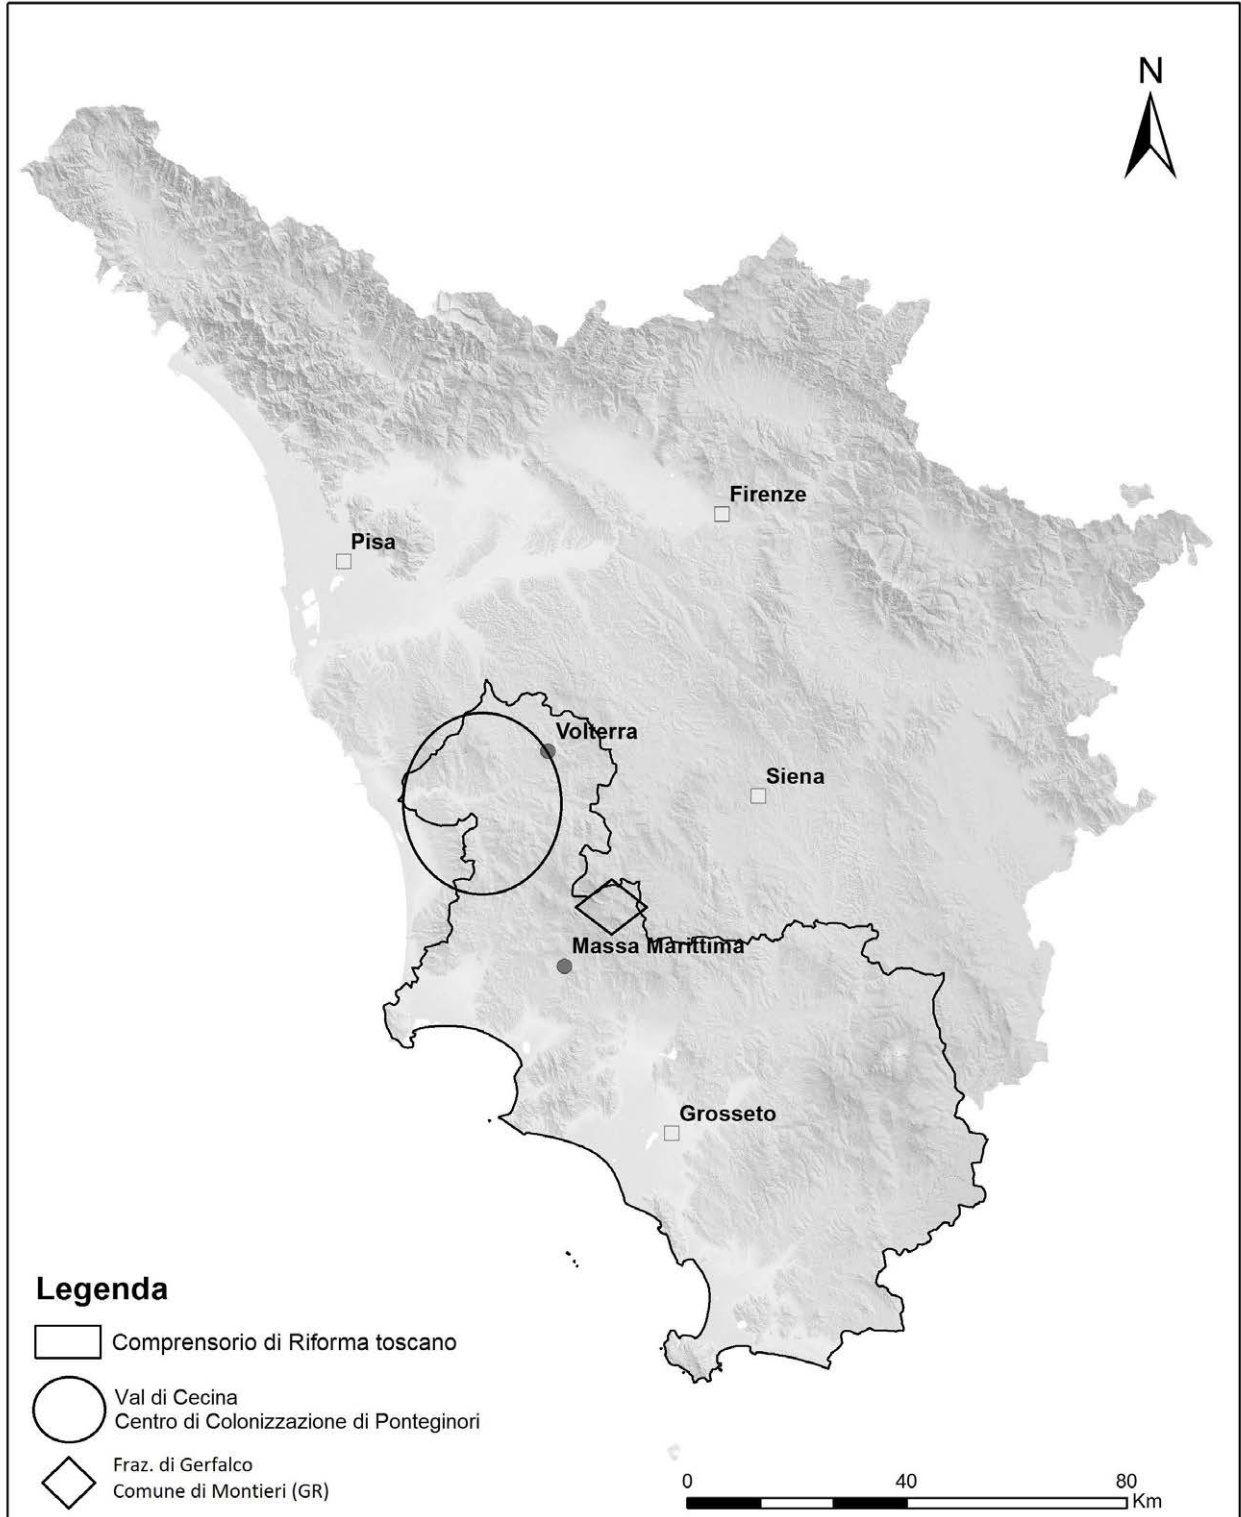 N
Firenze
Pisa
Volterra
Siena
Massa Marittima
Grosseto
Legenda
Comprensorio di Riforma toscano
Val di Cecina
Centro di Colonizzazione di Ponteginori
Fraz. di Gerfalco
Comune di Montieri (GR)
0 40 80
Km